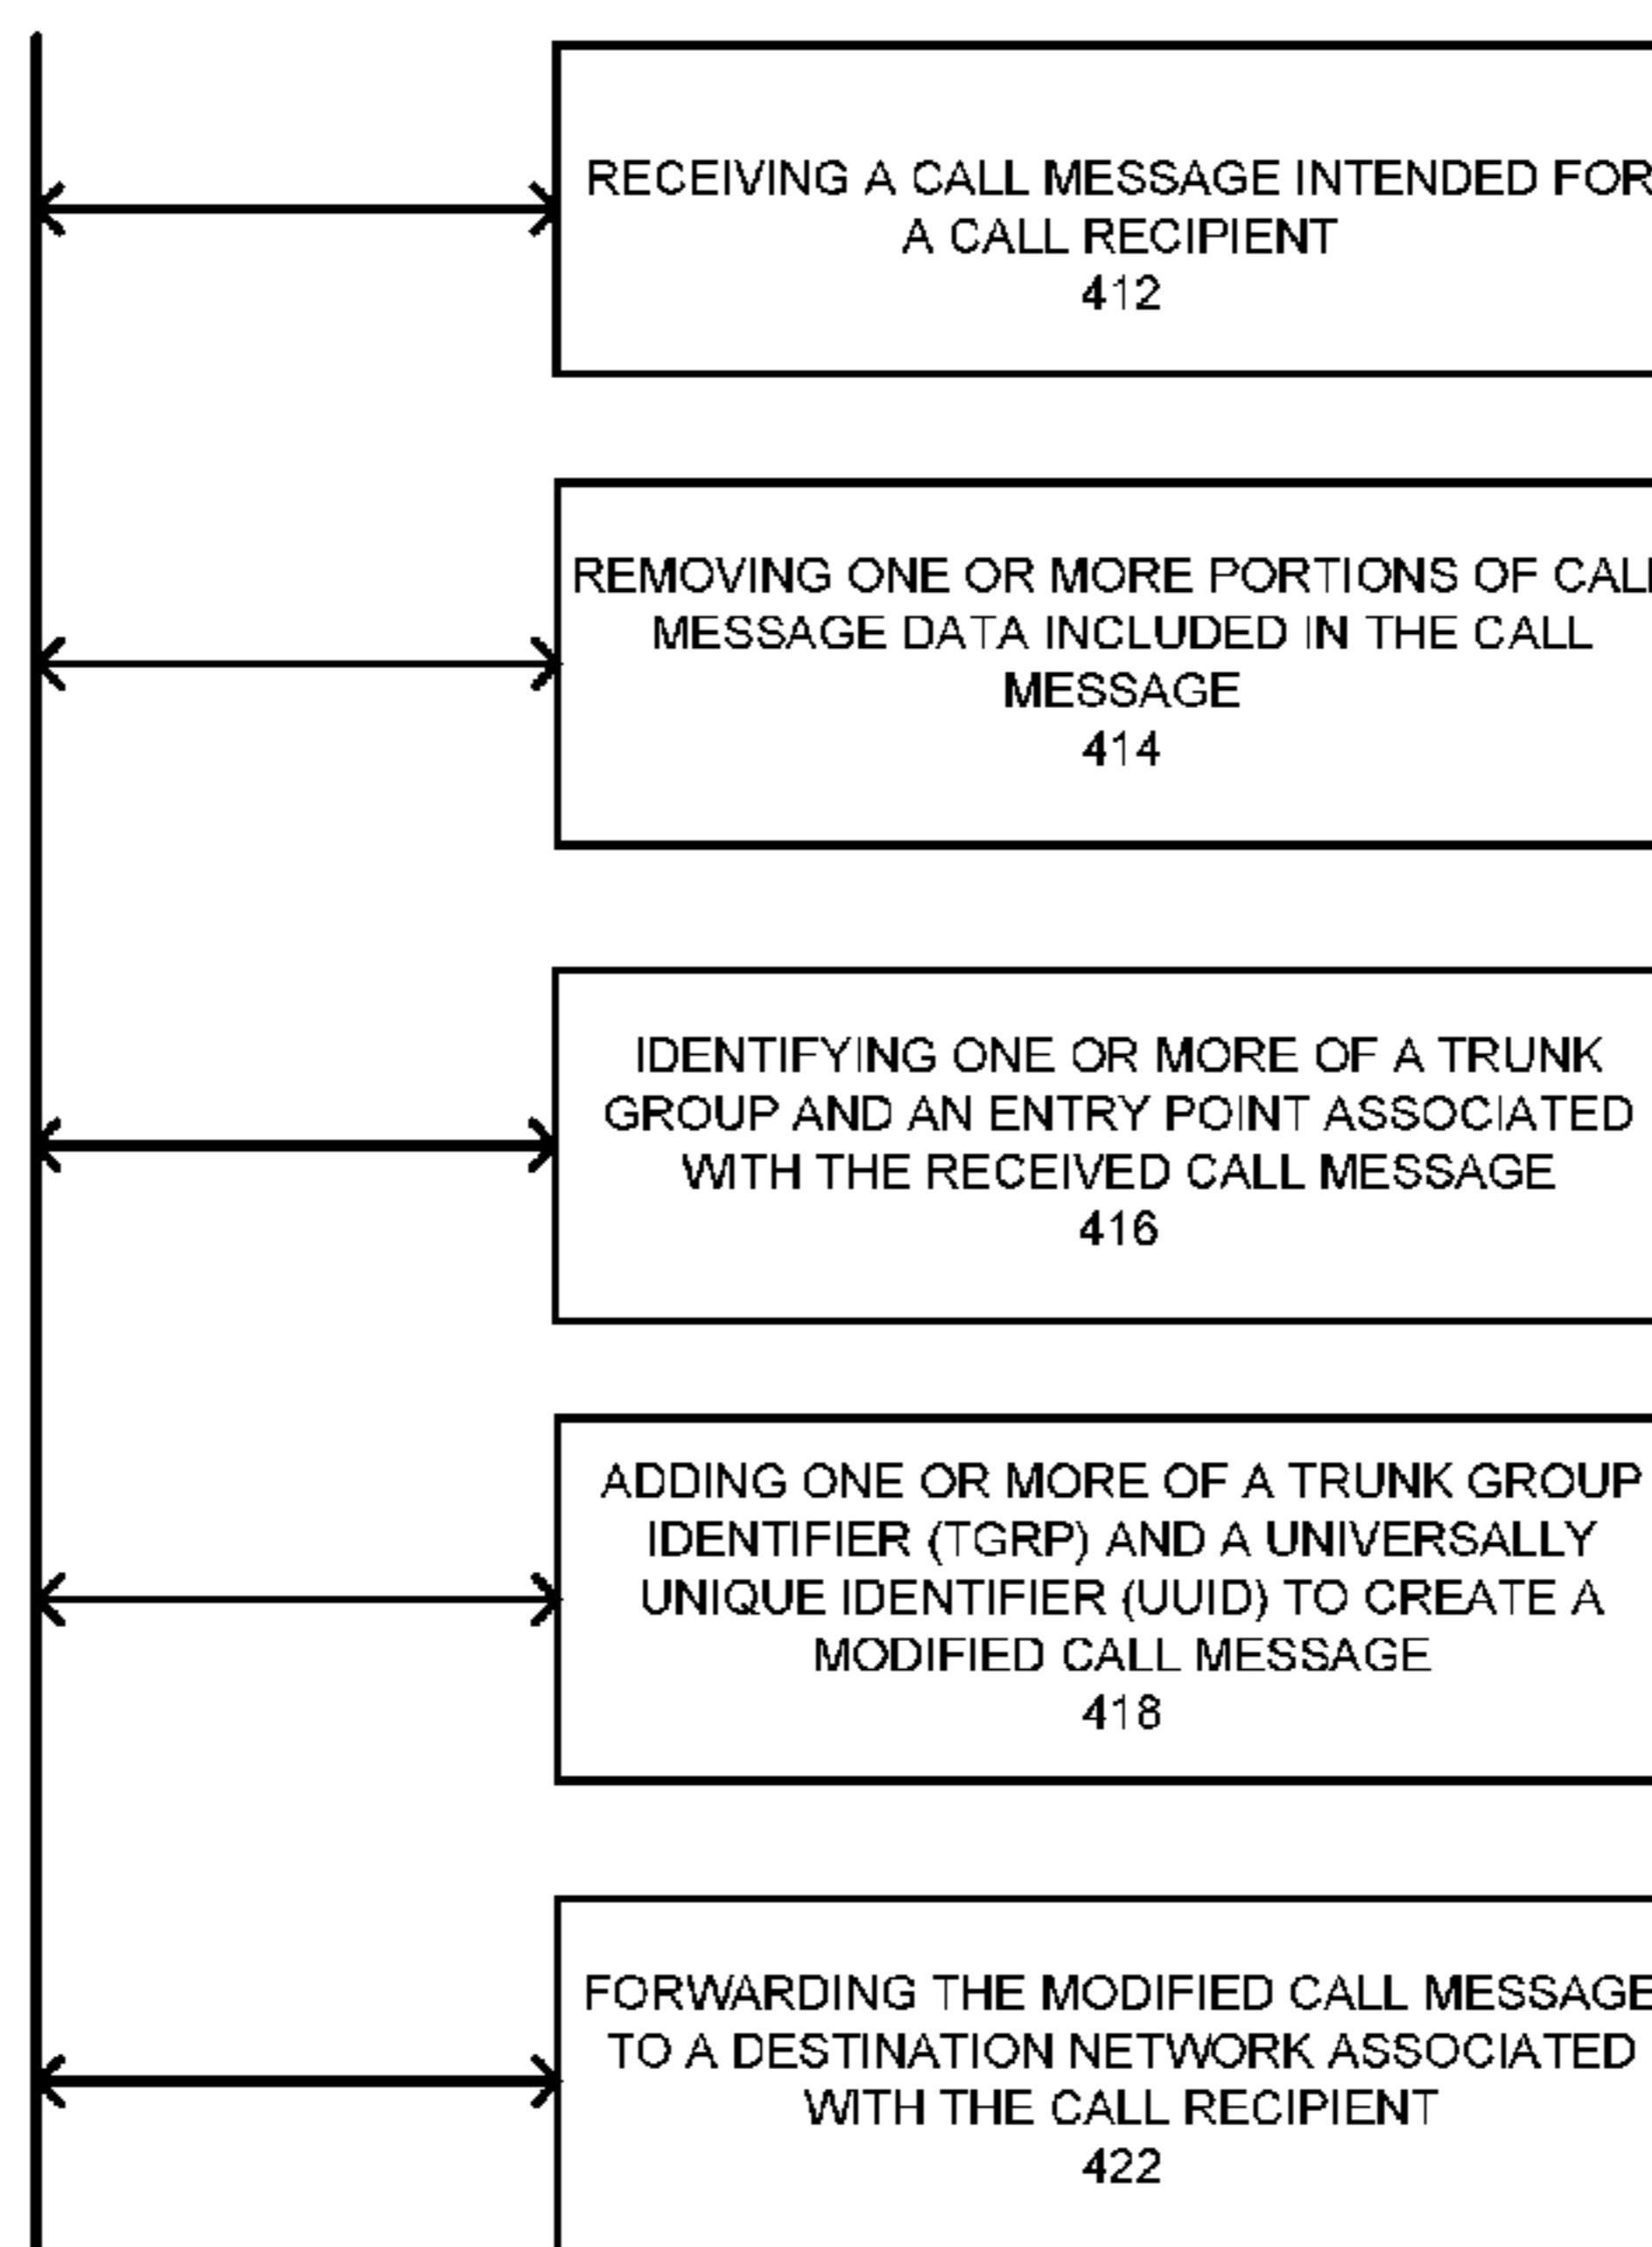 RECEIVING A CALL MESSAGE INTENDED FOR
A CALL RECIPIENT
412
REMOVING ONE OR MORE PORTIONS OF CALL
MESSAGE DATA INCLUDED IN THE CALL
MESSAGE
414
IDENTIFYING ONE OR MORE OF A TRUNK
GROUP AND AN ENTRY POINT ASSOCIATED
WITH THE RECEIVED CALL MESSAGE
416
ADDING ONE OR MORE OF A TRUNK GROUP
IDENTIFIER (TGRP) AND A UNIVERSALLY
UNIQUE IDENTIFIER (UUID) TO CREATE A
MODIFIED CALL MESSAGE
418
FORWARDING THE MODIFIED CALL MESSAGE
TO A DESTINATION NETWORK ASSOCIATED
WITH THE CALL RECIPIENT
422